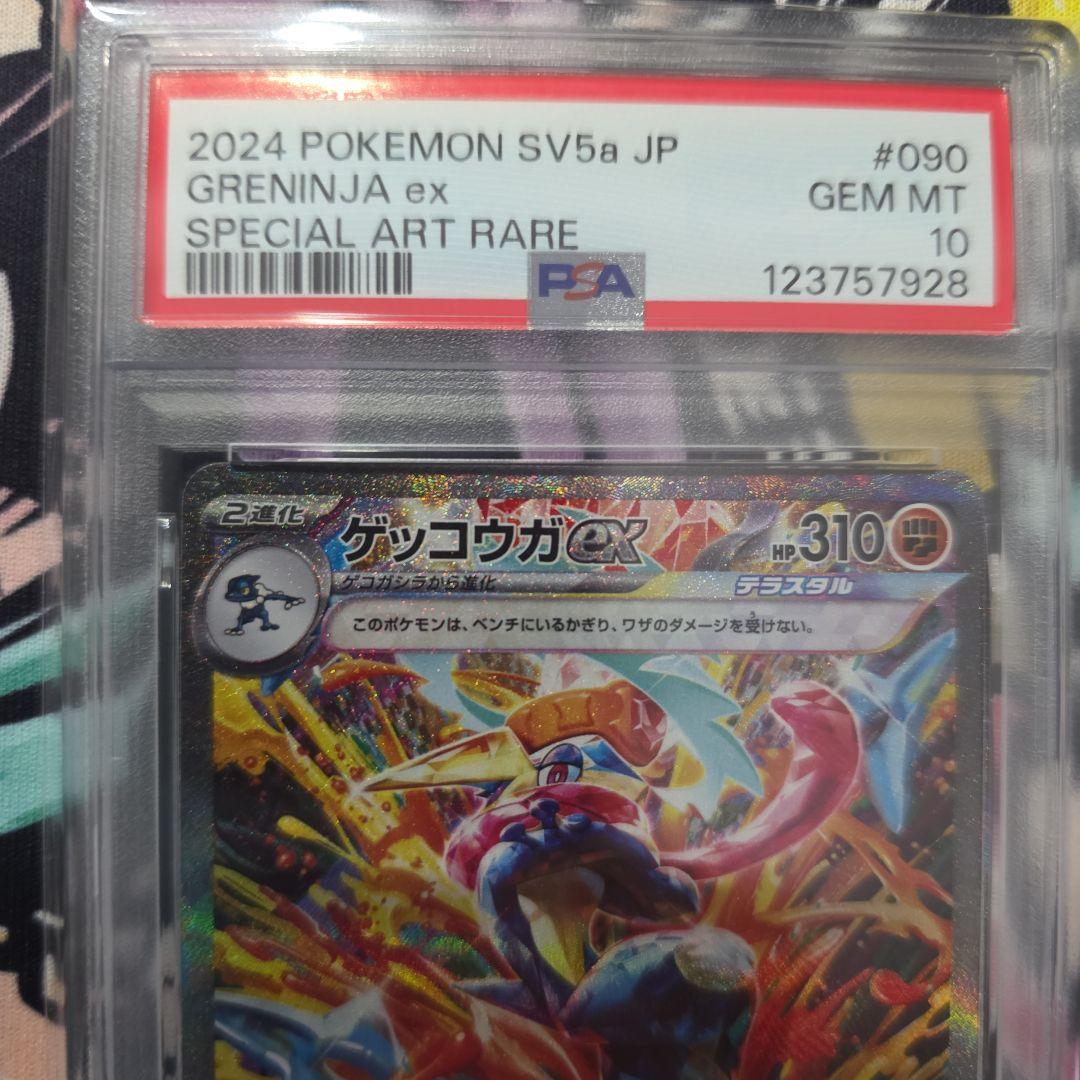 2024 POKEMON SV5a JP #090
GRENINJA ex GEM MT
SPECIAL ART RARE 10
PSA 123757928
2進化 ゲッコウガex HP 310
ゲコガシラから進化 テラスタル
このポケモンは、ベンチにいるかぎり、ワザのダメージを受けない。